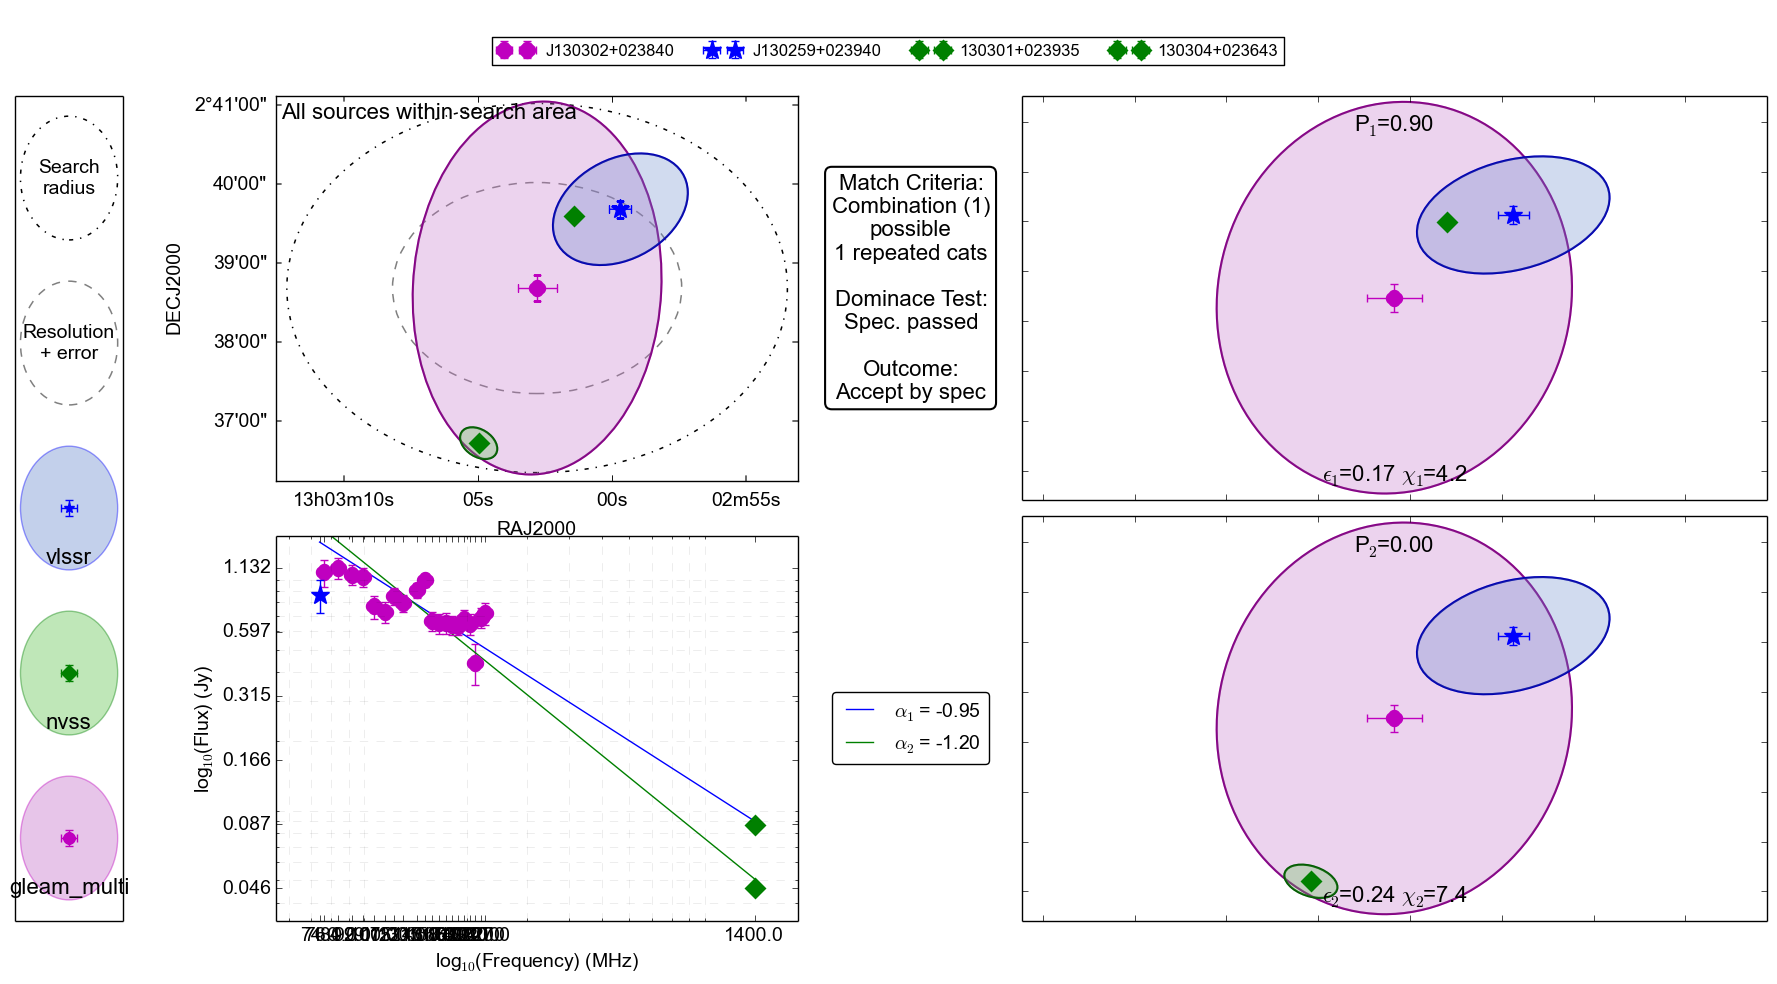 J130302+023840 J130259+023940 130301+023935 130304+023643
Search
radius
Resolution
+ error
vlssr
nvss
gleam_multi
All sources within search area
2°41'00"
40'00"
39'00"
38'00"
37'00"
DECJ2000
13h03m10s 05s 00s 02m55s
RAJ2000
Match Criteria:
Combination (1)
possible
1 repeated cats
Dominace Test:
Spec. passed
Outcome:
Accept by spec
P₁=0.90
ϵ₁=0.17 χ₁=4.2
P₂=0.00
ϵ₂=0.24 χ₂=7.4
1.132
0.597
0.315
0.166
0.087
0.046
log₁₀(Flux) (Jy)
1400.0
log₁₀(Frequency) (MHz)
α₁ = -0.95
α₂ = -1.20